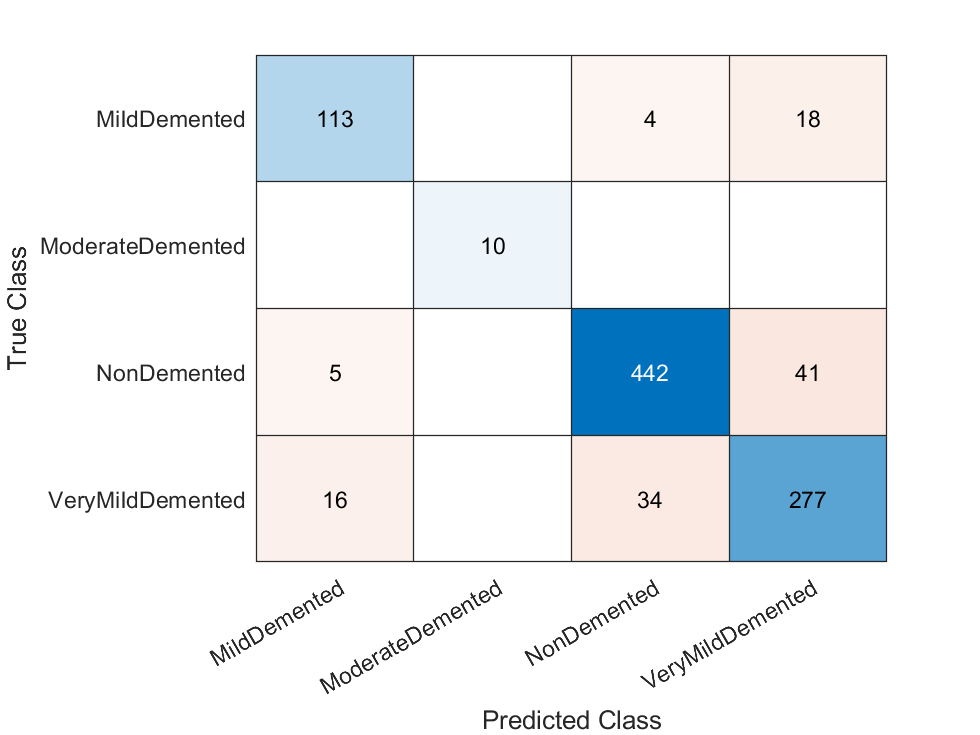 MildDemented 113 4 18
ModerateDemented 10
NonDemented 5 442 41
VeryMildDemented 16 34 277
True Class
MildDemented ModerateDemented NonDemented VeryMildDemented
Predicted Class